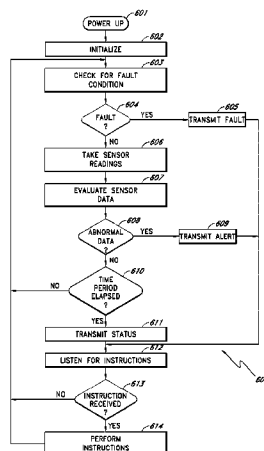 POWER UP
601
INITIALIZE
602
603
CHECK FOR FAULT
CONDITION
604
FAULT
?
YES
605
TRANSMIT FAULT
NO
606
TAKE SENSOR
READINGS
607
EVALUATE SENSOR
DATA
608
ABNORMAL
DATA
?
YES
609
TRANSMIT ALERT
NO
610
TIME
PERIOD
ELAPSED
?
NO
YES
611
TRANSMIT STATUS
612
LISTEN FOR INSTRUCTIONS
613
INSTRUCTION
RECEIVED
?
NO
60
YES
614
PERFORM
INSTRUCTIONS